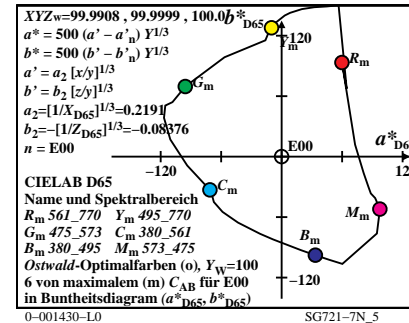 XYZw=99.9908 , 99.9999 , 100.0
b*D65
a* = 500 (a' – a'n) Y^1/3
b* = 500 (b' – b'n) Y^1/3
a' = a2 [x/y]^1/3
b' = b2 [z/y]^1/3
a2=[1/XD65]^1/3=0.2191
b2=–[1/ZD65]^1/3=–0.08376
n = E00
+120
Ym
Rm
Gm
E00
a*D65
–120
12
CIELAB D65
Name und Spektralbereich
Rm 561_770 Ym 495_770
Gm 475_573 Cm 380_561
Bm 380_495 Mm 573_475
Ostwald-Optimalfarben (o), YW=100
6 von maximalem (m) CAB für E00
in Buntheitsdiagram (a*D65, b*D65)
Cm
Mm
Bm
–120
0–001430–L0
SG721–7N_5